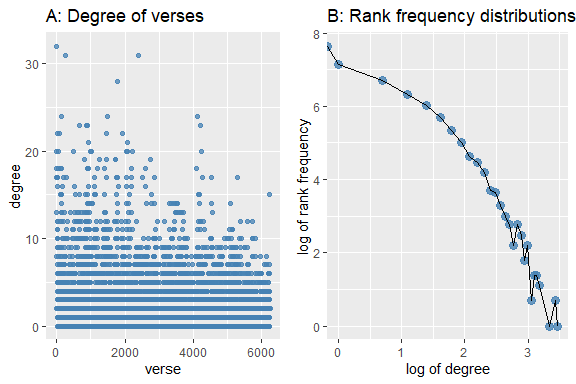 A: Degree of verses
degree
30
20
10
0
0 2000 4000 6000
verse
B: Rank frequency distributions
log of rank frequency
8
6
4
2
0
0 1 2 3
log of degree